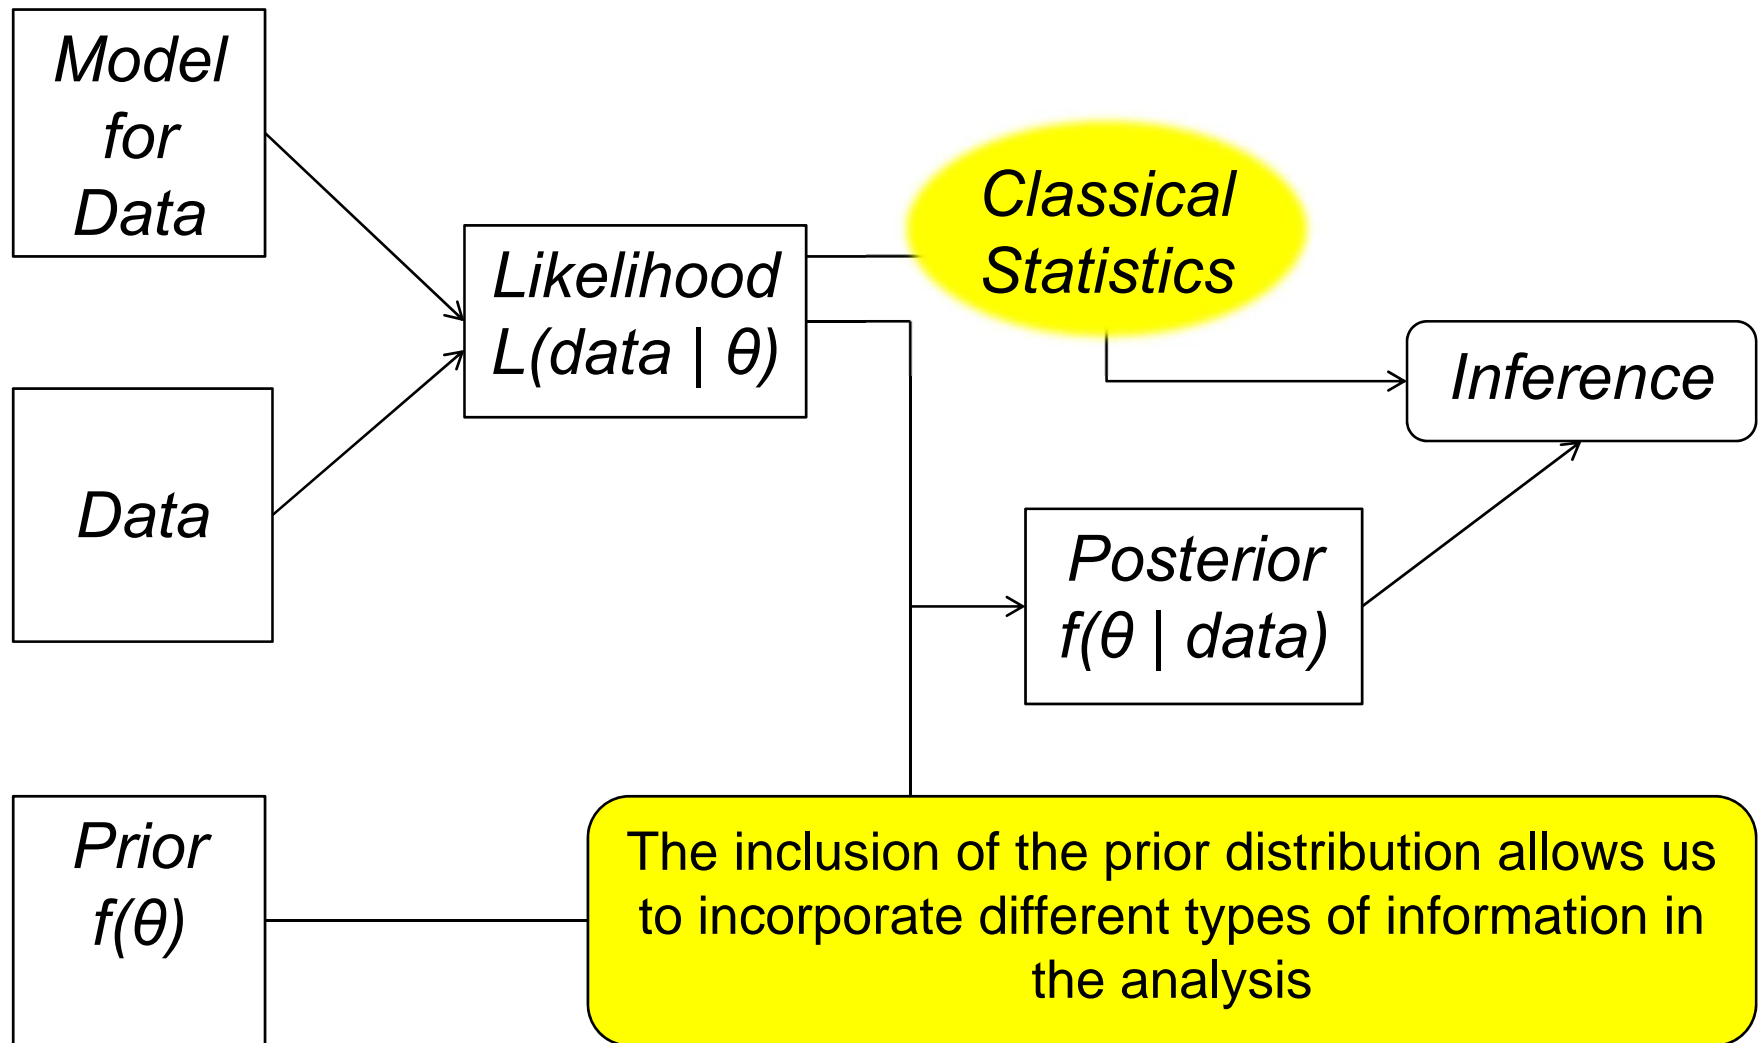 Model
for
Data
Likelihood
L(data | θ)
Classical
Statistics
Inference
Data
Posterior
f(θ | data)
Prior
f(θ)
The inclusion of the prior distribution allows us
to incorporate different types of information in
the analysis